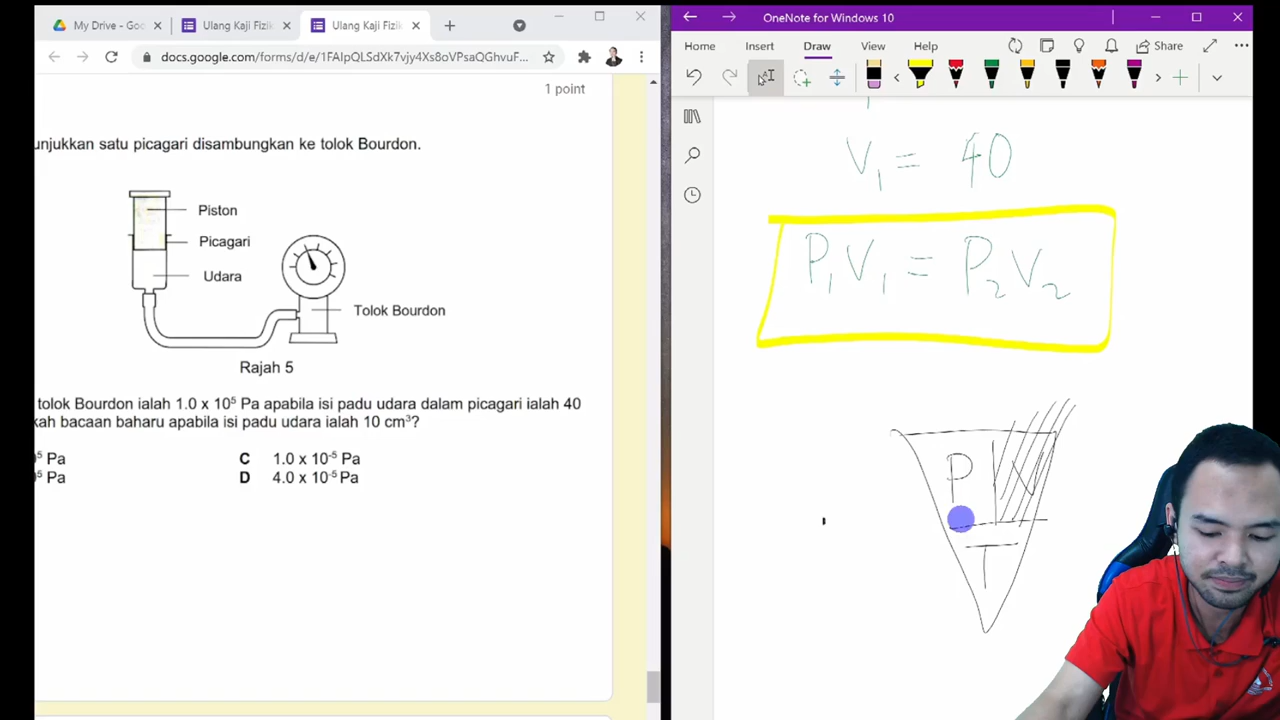 My Drive - Goo
Ulang Kaji Fizik
Ulang Kaji Fizik
docs.google.com/forms/d/e/1FAIpQLSdXk7vjy4Xs8oVPsaQGhvuF...
1 point
unjukkan satu picagari disambungkan ke tolok Bourdon.
Piston
Picagari
Udara
Tolok Bourdon
Rajah 5
tolok Bourdon ialah 1.0 x 10⁵ Pa apabila isi padu udara dalam picagari ialah 40
kah bacaan baharu apabila isi padu udara ialah 10 cm³?
⁵ Pa C 1.0 x 10⁻⁵ Pa
⁵ Pa D 4.0 x 10⁻⁵ Pa
OneNote for Windows 10
Home Insert Draw View Help Share
V₁ = 40
P₁V₁ = P₂V₂
P V
T